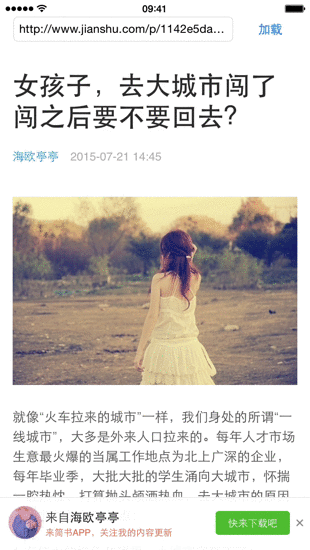 09:41
http://www.jianshu.com/p/1142e5da...
加载
女孩子，去大城市闯了
闯之后要不要回去?
海欧亭亭 2015-07-21 14:45
就像“火车拉来的城市”一样，我们身处的所谓“一
线城市”，大多是外来人口拉来的。每年人才市场
生意最火爆的当属工作地点为北上广深的企业，
每年毕业季，大批大批的学生涌向大城市，怀揣
一腔热忱，打算抛头颅洒热血，去大城市的原因
来自海欧亭亭
来简书APP，关注我的内容更新
快来下载吧